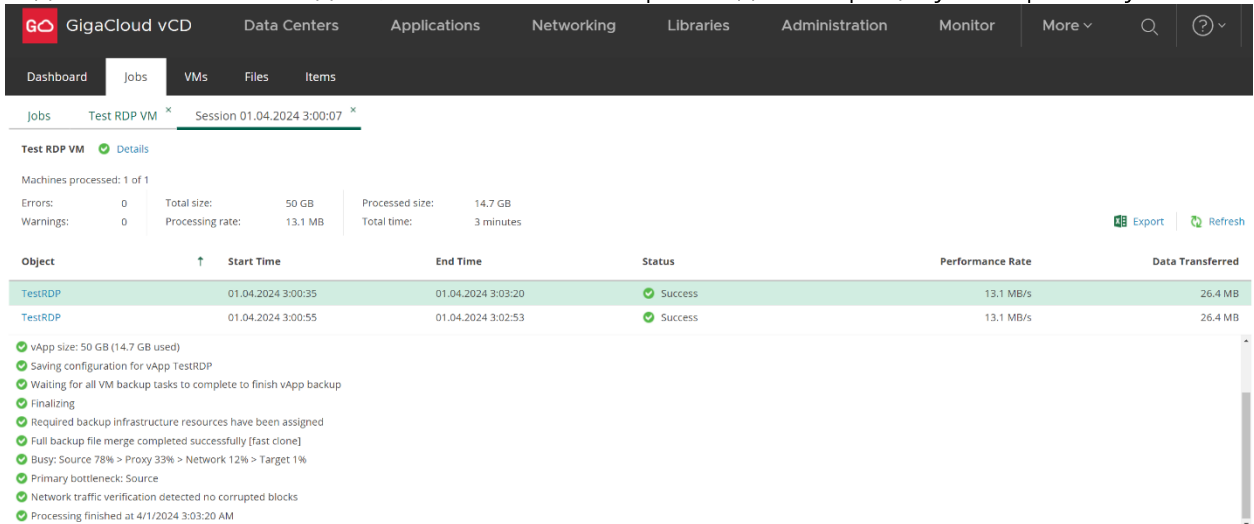 GO GigaCloud vCD Data Centers Applications Networking Libraries Administration Monitor More
Dashboard Jobs VMs Files Items
Jobs Test RDP VM × Session 01.04.2024 3:00:07 ×
Test RDP VM Details
Machines processed: 1 of 1
Errors: 0 Total size: 50 GB Processed size: 14.7 GB
Warnings: 0 Processing rate: 13.1 MB Total time: 3 minutes Export Refresh
Object ↑ Start Time End Time Status Performance Rate Data Transferred
TestRDP 01.04.2024 3:00:35 01.04.2024 3:03:20 Success 13.1 MB/s 26.4 MB
TestRDP 01.04.2024 3:00:55 01.04.2024 3:02:53 Success 13.1 MB/s 26.4 MB
vApp size: 50 GB (14.7 GB used)
Saving configuration for vApp TestRDP
Waiting for all VM backup tasks to complete to finish vApp backup
Finalizing
Required backup infrastructure resources have been assigned
Full backup file merge completed successfully [fast clone]
Busy: Source 78% > Proxy 33% > Network 12% > Target 1%
Primary bottleneck: Source
Network traffic verification detected no corrupted blocks
Processing finished at 4/1/2024 3:03:20 AM